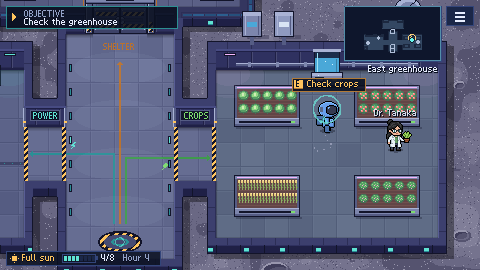 OBJECTIVE
Check the greenhouse
SHELTER
East greenhouse
E Check crops
Dr. Tanaka
POWER
CROPS
Full sun 4/8 Hour 4